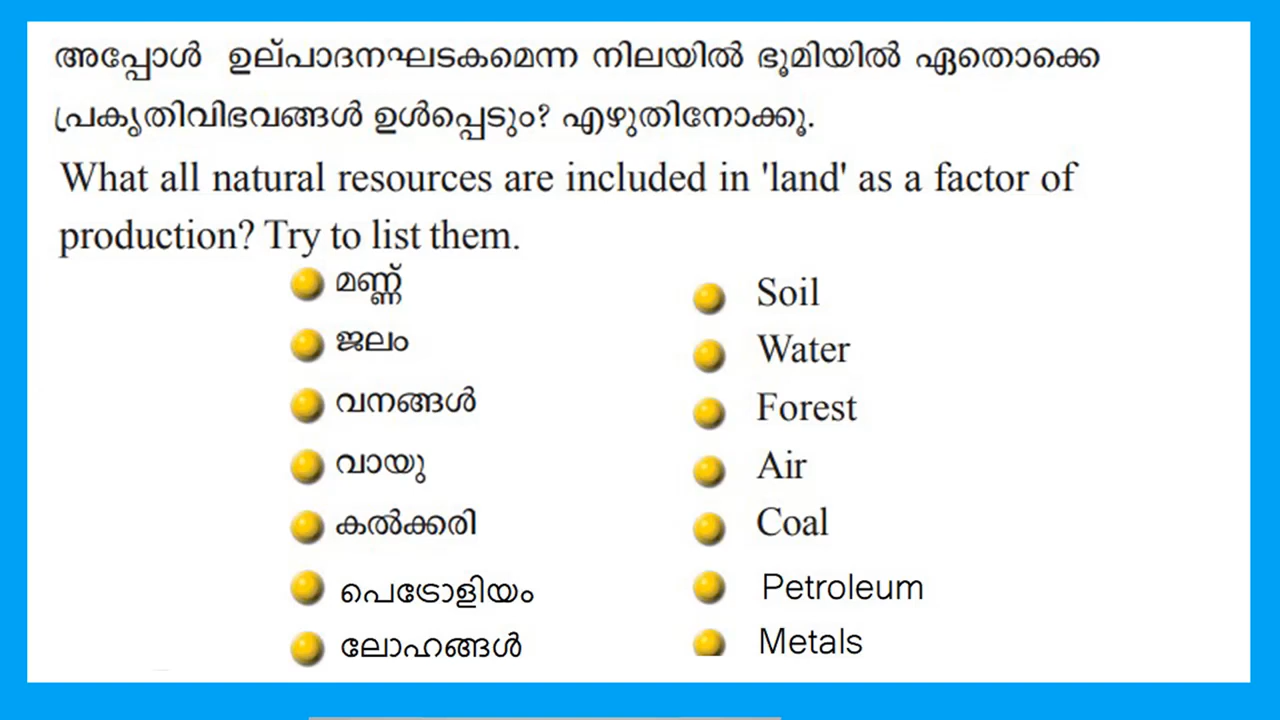 അപ്പോൾ ഉല്പാദനഘടകമെന്ന നിലയിൽ ഭൂമിയിൽ ഏതൊക്കെ
പ്രകൃതിവിഭവങ്ങൾ ഉൾപ്പെടും? എഴുതിനോക്കൂ.
What all natural resources are included in 'land' as a factor of
production? Try to list them.
മണ്ണ്
ജലം
വനങ്ങൾ
വായു
കൽക്കരി
പെട്രോളിയം
ലോഹങ്ങൾ
Soil
Water
Forest
Air
Coal
Petroleum
Metals